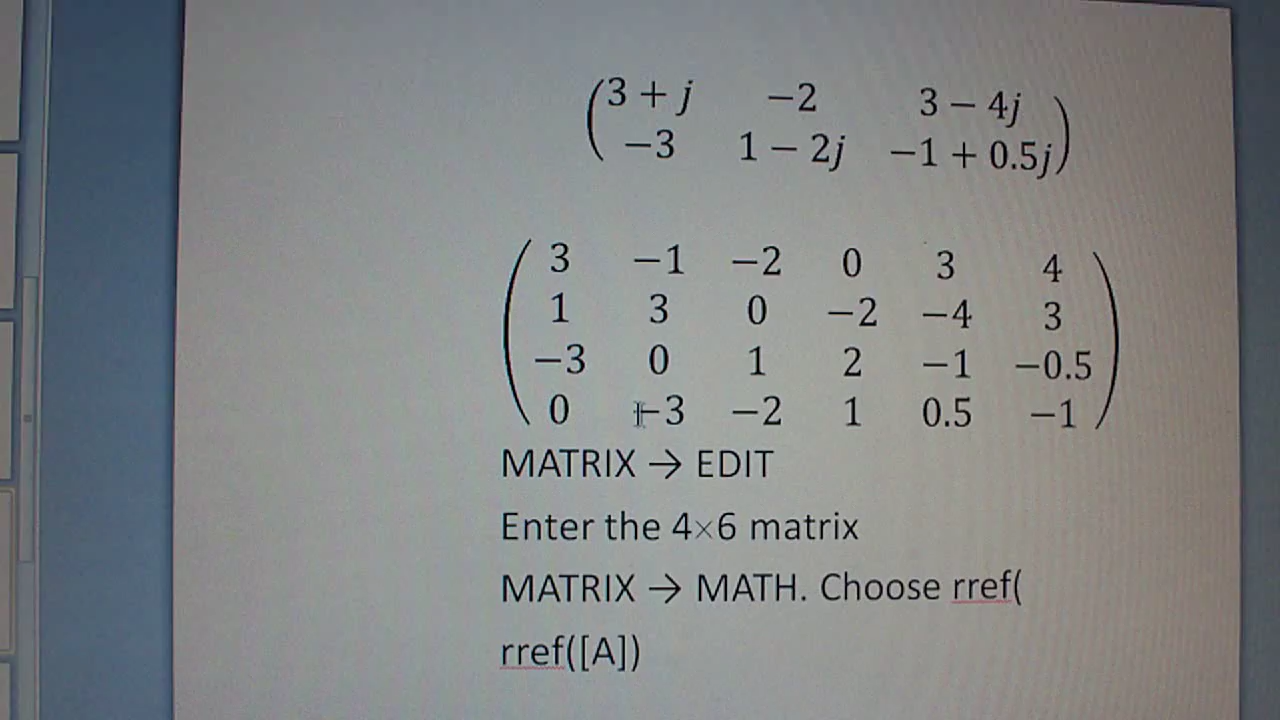 3 + j −2 3 − 4j
−3 1 − 2j −1 + 0.5j
3 −1 −2 0 3 4
1 3 0 −2 −4 3
−3 0 1 2 −1 −0.5
0 −3 −2 1 0.5 −1
MATRIX → EDIT
Enter the 4×6 matrix
MATRIX → MATH. Choose rref(
rref([A])